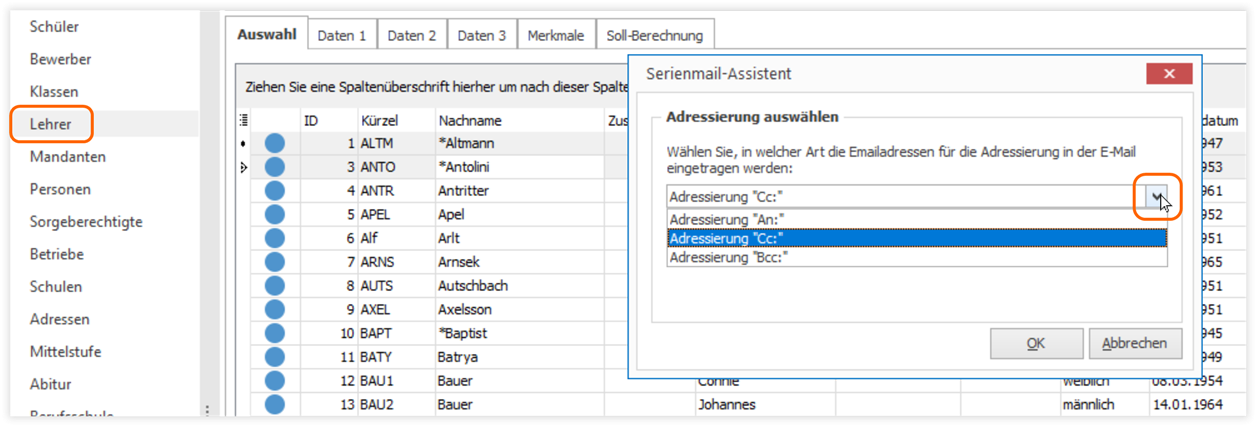 Schüler
Bewerber
Klassen
Lehrer
Mandanten
Personen
Sorgeberechtigte
Betriebe
Schulen
Adressen
Mittelstufe
Abitur
Berufsschule
Auswahl Daten 1 Daten 2 Daten 3 Merkmale Soll-Berechnung
Ziehen Sie eine Spaltenüberschrift hierher um nach dieser Spalte
ID Kürzel Nachname Zus datum
1 ALTM *Altmann 947
3 ANTO *Antolini 953
4 ANTR Antritter 961
5 APEL Apel 952
6 Alf Arlt 951
7 ARNS Arnsek 965
8 AUTS Autschbach 951
9 AXEL Axelsson 951
10 BAPT *Baptist 945
11 BATY Batrya 949
12 BAU1 Bauer Connie weiblich 08.03.1954
13 BAU2 Bauer Johannes männlich 14.01.1964
Serienmail-Assistent
Adressierung auswählen
Wählen Sie, in welcher Art die Emailadressen für die Adressierung in der E-Mail
eingetragen werden:
Adressierung "Cc:"
Adressierung "An:"
Adressierung "Cc:"
Adressierung "Bcc:"
OK Abbrechen